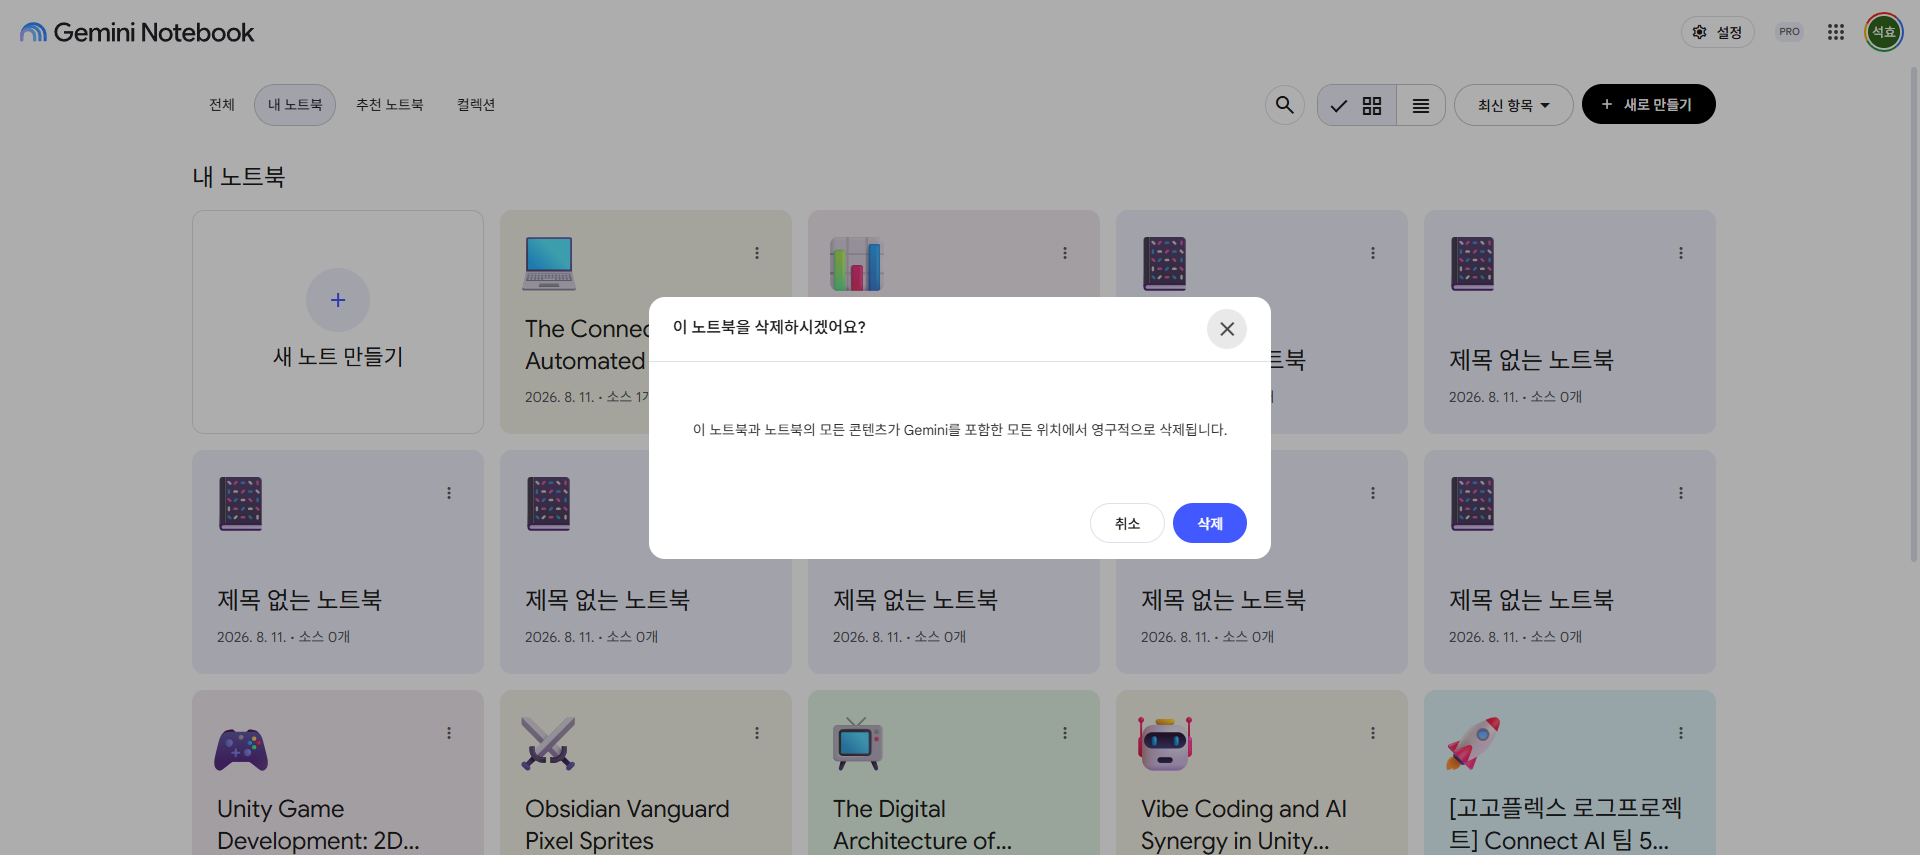 Gemini Notebook
설정
PRO
석효
전체
내 노트북
추천 노트북
컬렉션
최신 항목
+ 새로 만들기
내 노트북
새 노트 만들기
The Connec
Automated
2026. 8. 11. • 소스 1
트북
제목 없는 노트북
2026. 8. 11. • 소스 0개
이 노트북을 삭제하시겠어요?
이 노트북과 노트북의 모든 콘텐츠가 Gemini를 포함한 모든 위치에서 영구적으로 삭제됩니다.
취소
삭제
제목 없는 노트북
2026. 8. 11. • 소스 0개
제목 없는 노트북
2026. 8. 11. • 소스 0개
제목 없는 노트북
2026. 8. 11. • 소스 0개
제목 없는 노트북
2026. 8. 11. • 소스 0개
제목 없는 노트북
2026. 8. 11. • 소스 0개
Unity Game
Development: 2D...
Obsidian Vanguard
Pixel Sprites
The Digital
Architecture of...
Vibe Coding and AI
Synergy in Unity...
[고고플렉스 로그프로젝
트] Connect AI 팀 5...